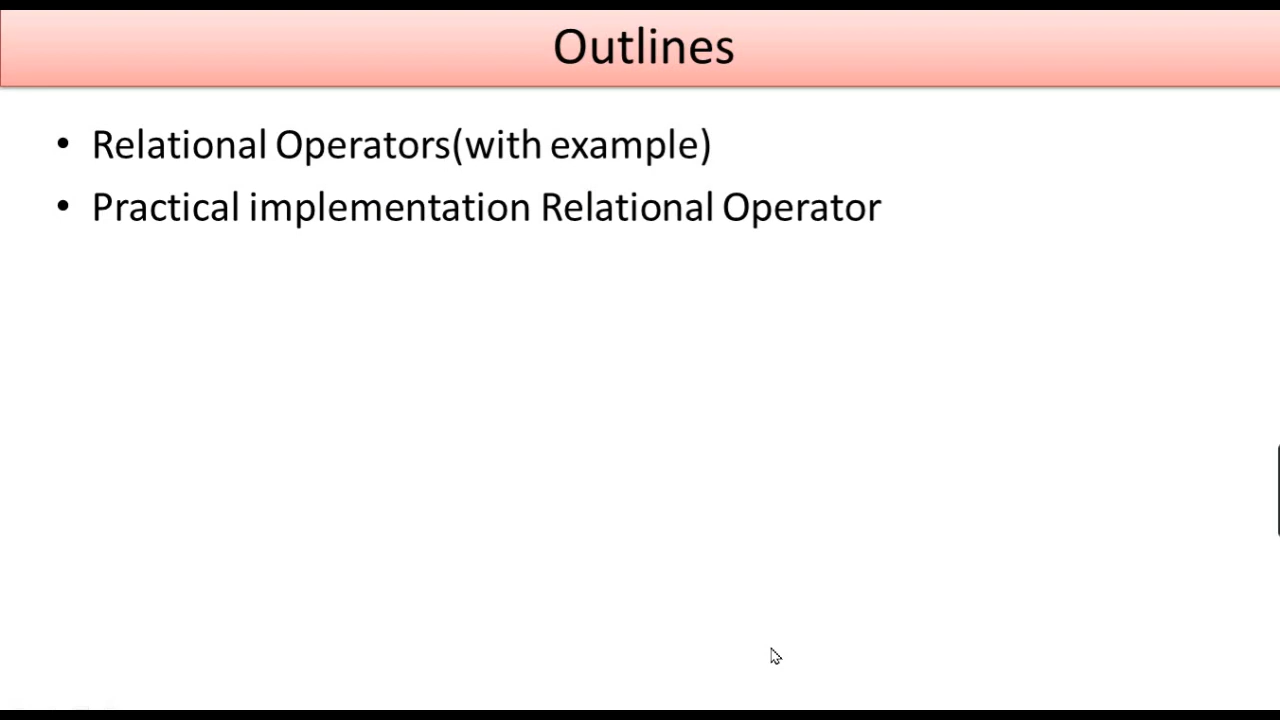 Outlines
• Relational Operators(with example)
• Practical implementation Relational Operator